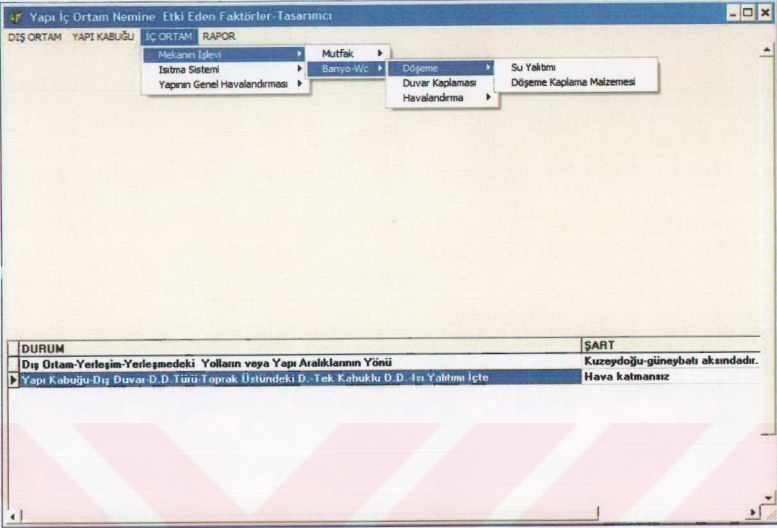 Yapı İç Ortam Nemine Etki Eden Faktörler-Tasarımcı
DIŞ ORTAM YAPI KABUĞU İÇ ORTAM RAPOR
Mekanın İşlevi Mutfak
Isıtma Sistemi Banyo-Wc Döşeme Su Yalıtımı
Yapının Genel Havalandırması Duvar Kaplaması Döşeme Kaplama Malzemesi
Havalandırma
DURUM ŞART
Dış Ortam-Yerleşim-Yerleşmedeki Yolların veya Yapı Aralıklarının Yönü Kuzeydoğu-güneybatı aksındadır.
Yapı Kabuğu-Dış Duvar-D.D.Türü-Toprak Üstündeki D.-Tek Kabuklu D.D.-Isı Yalıtımı İçte Hava katmansız